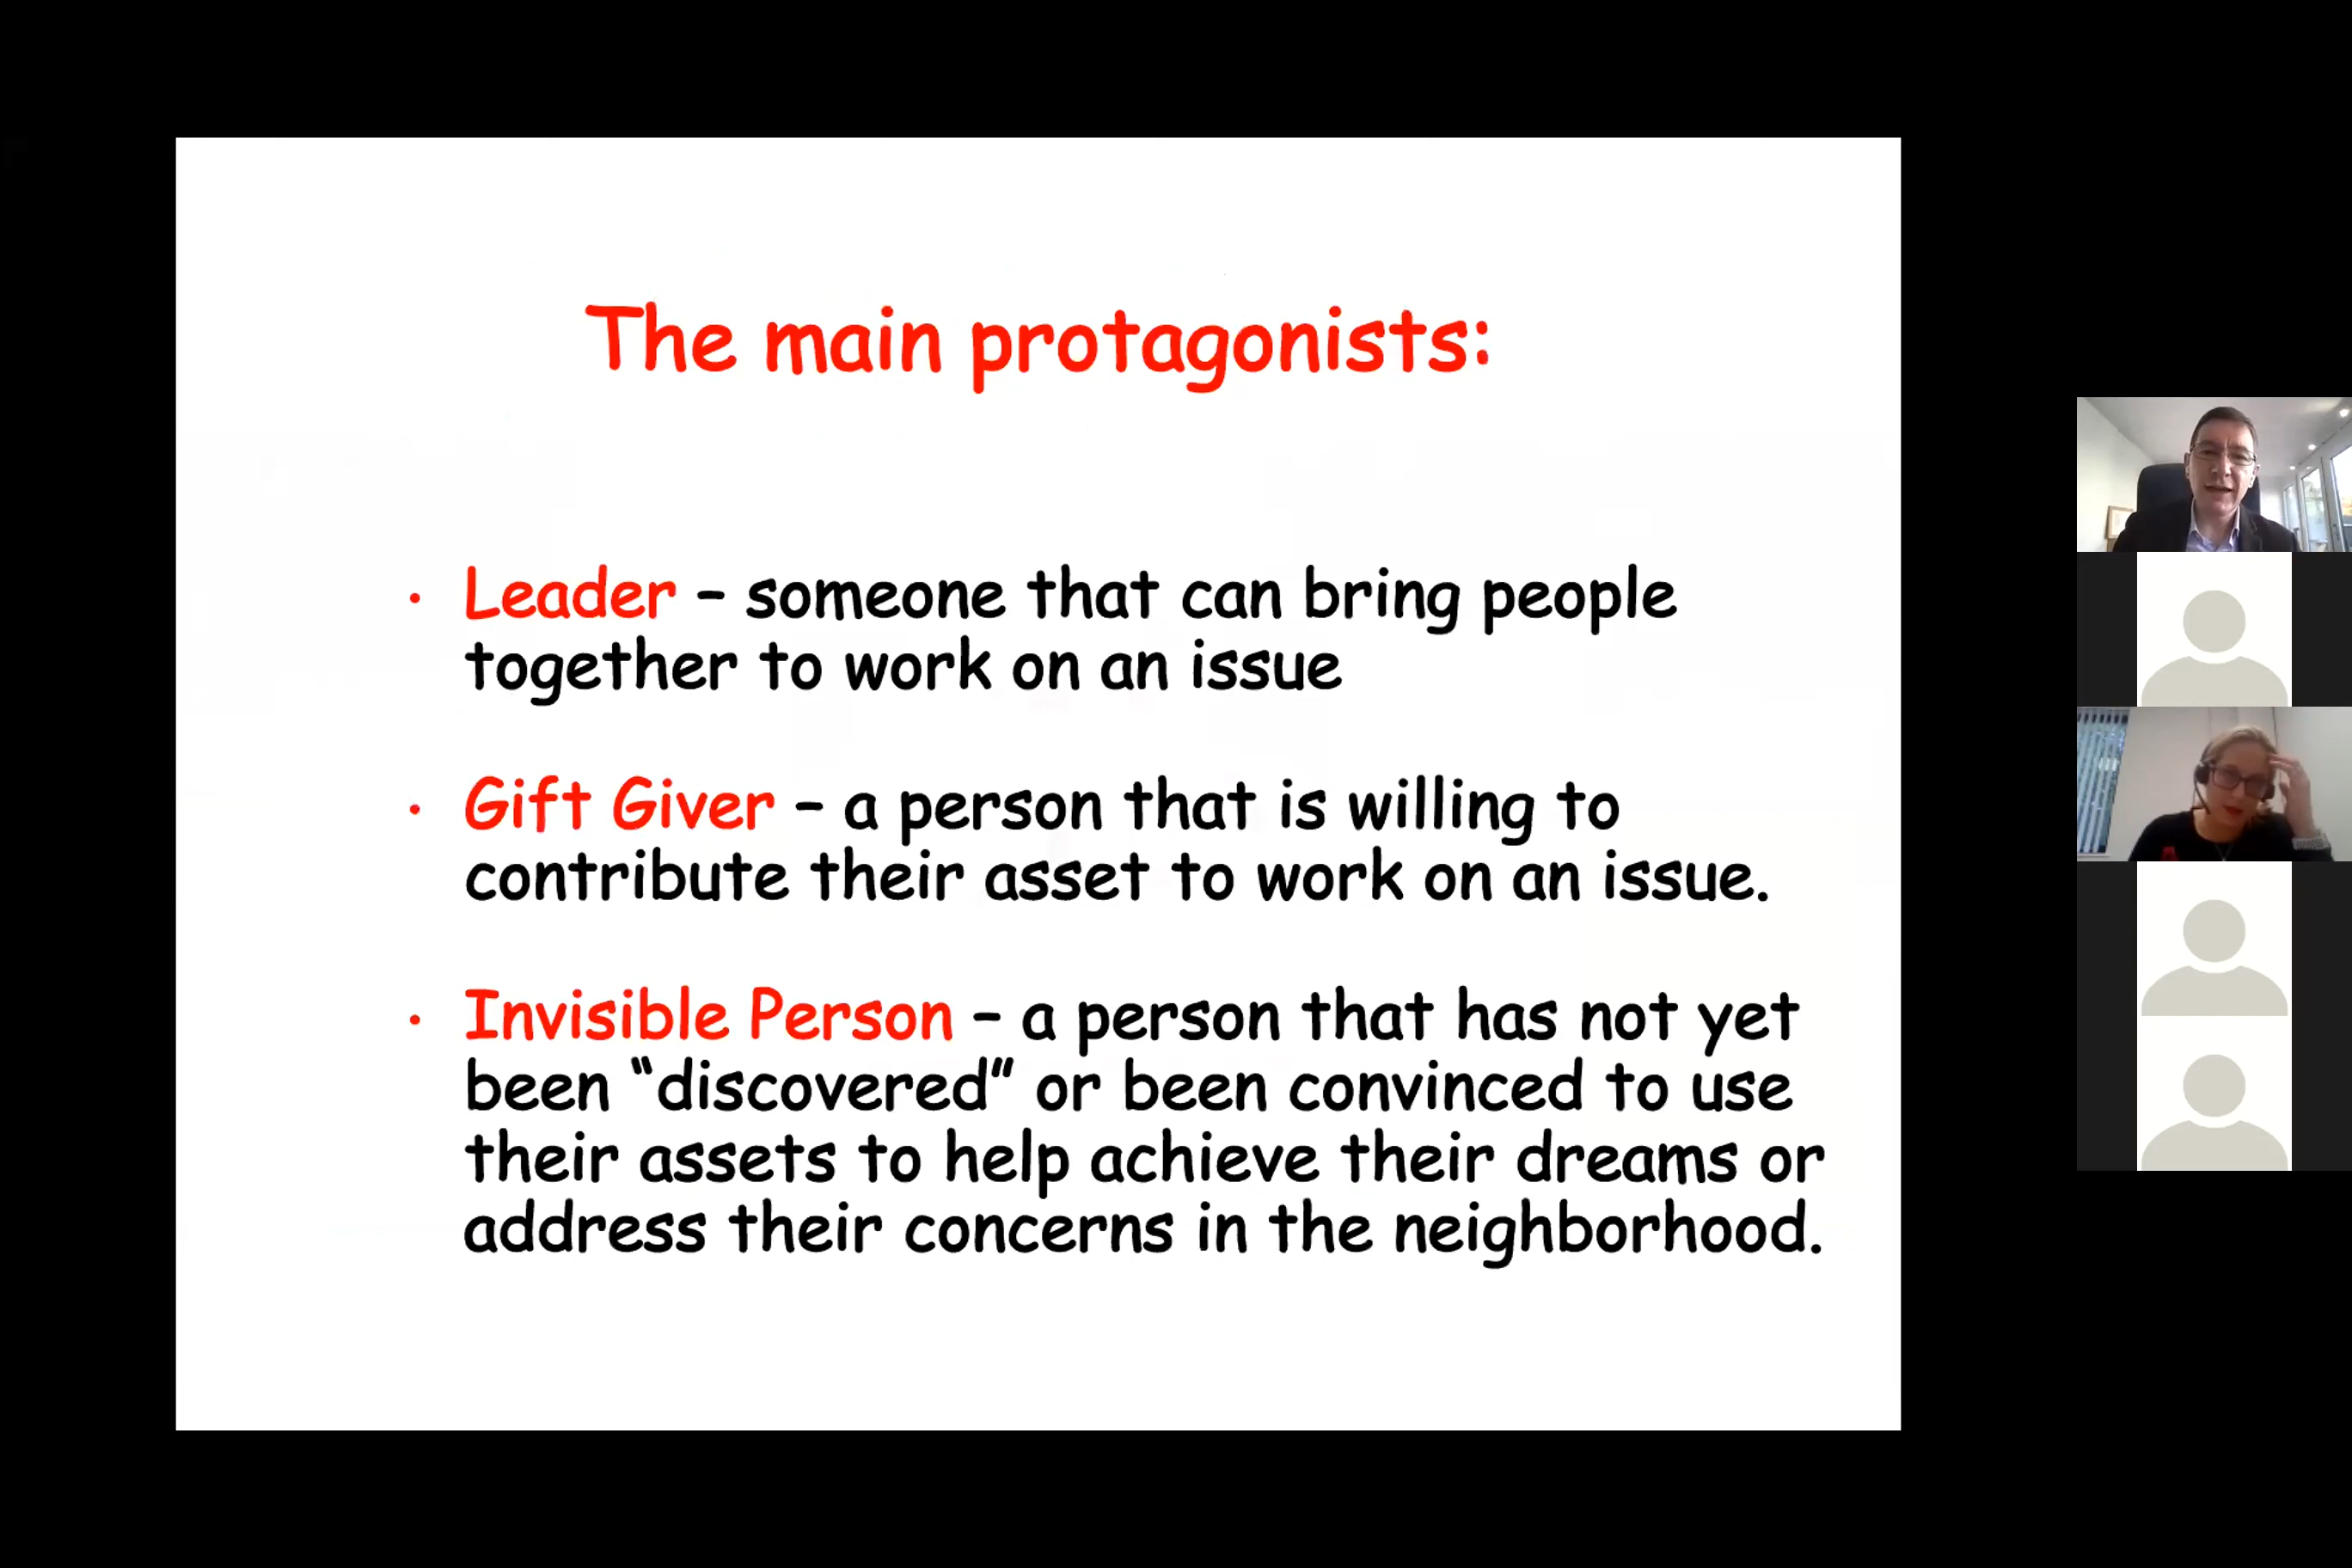 The main protagonists:
• Leader – someone that can bring people
together to work on an issue
• Gift Giver – a person that is willing to
contribute their asset to work on an issue.
• Invisible Person – a person that has not yet
been “discovered” or been convinced to use
their assets to help achieve their dreams or
address their concerns in the neighborhood.